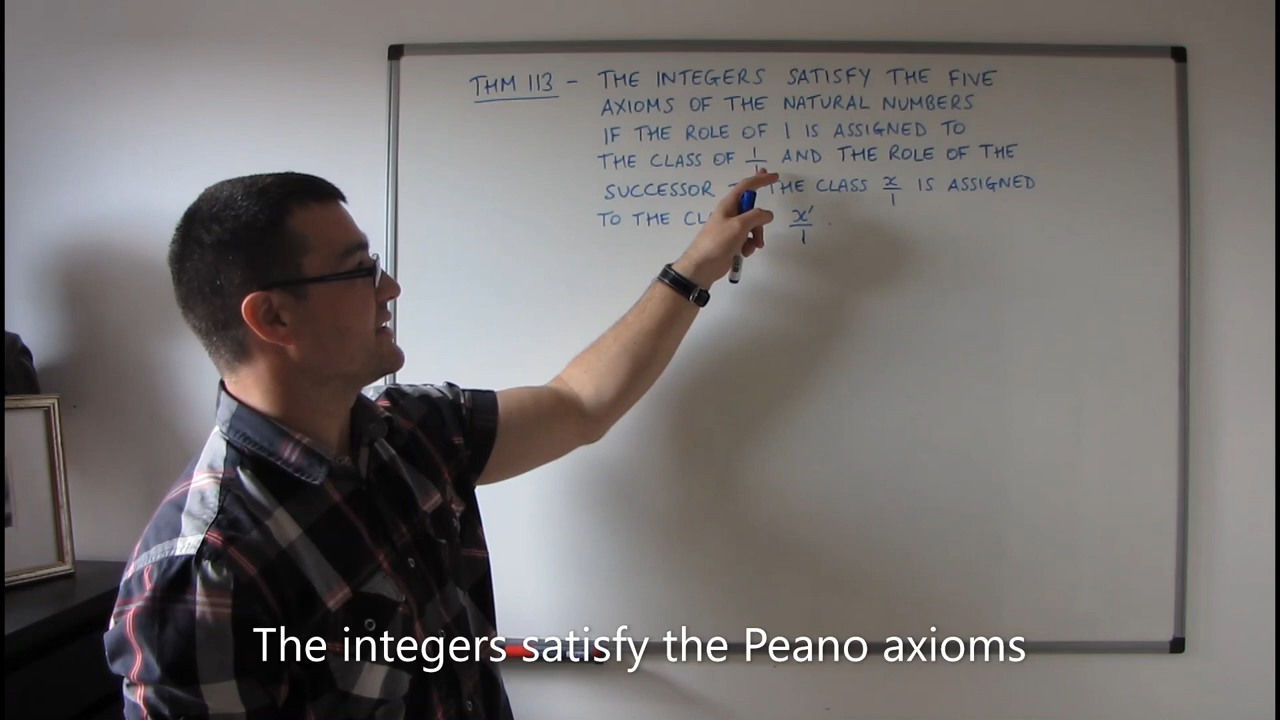 THM 113 - THE INTEGERS SATISFY THE FIVE
AXIOMS OF THE NATURAL NUMBERS
IF THE ROLE OF 1 IS ASSIGNED TO
THE CLASS OF 1/1 AND THE ROLE OF THE
SUCCESSOR THE CLASS x/1 IS ASSIGNED
TO THE x'/1.
The integers satisfy the Peano axioms